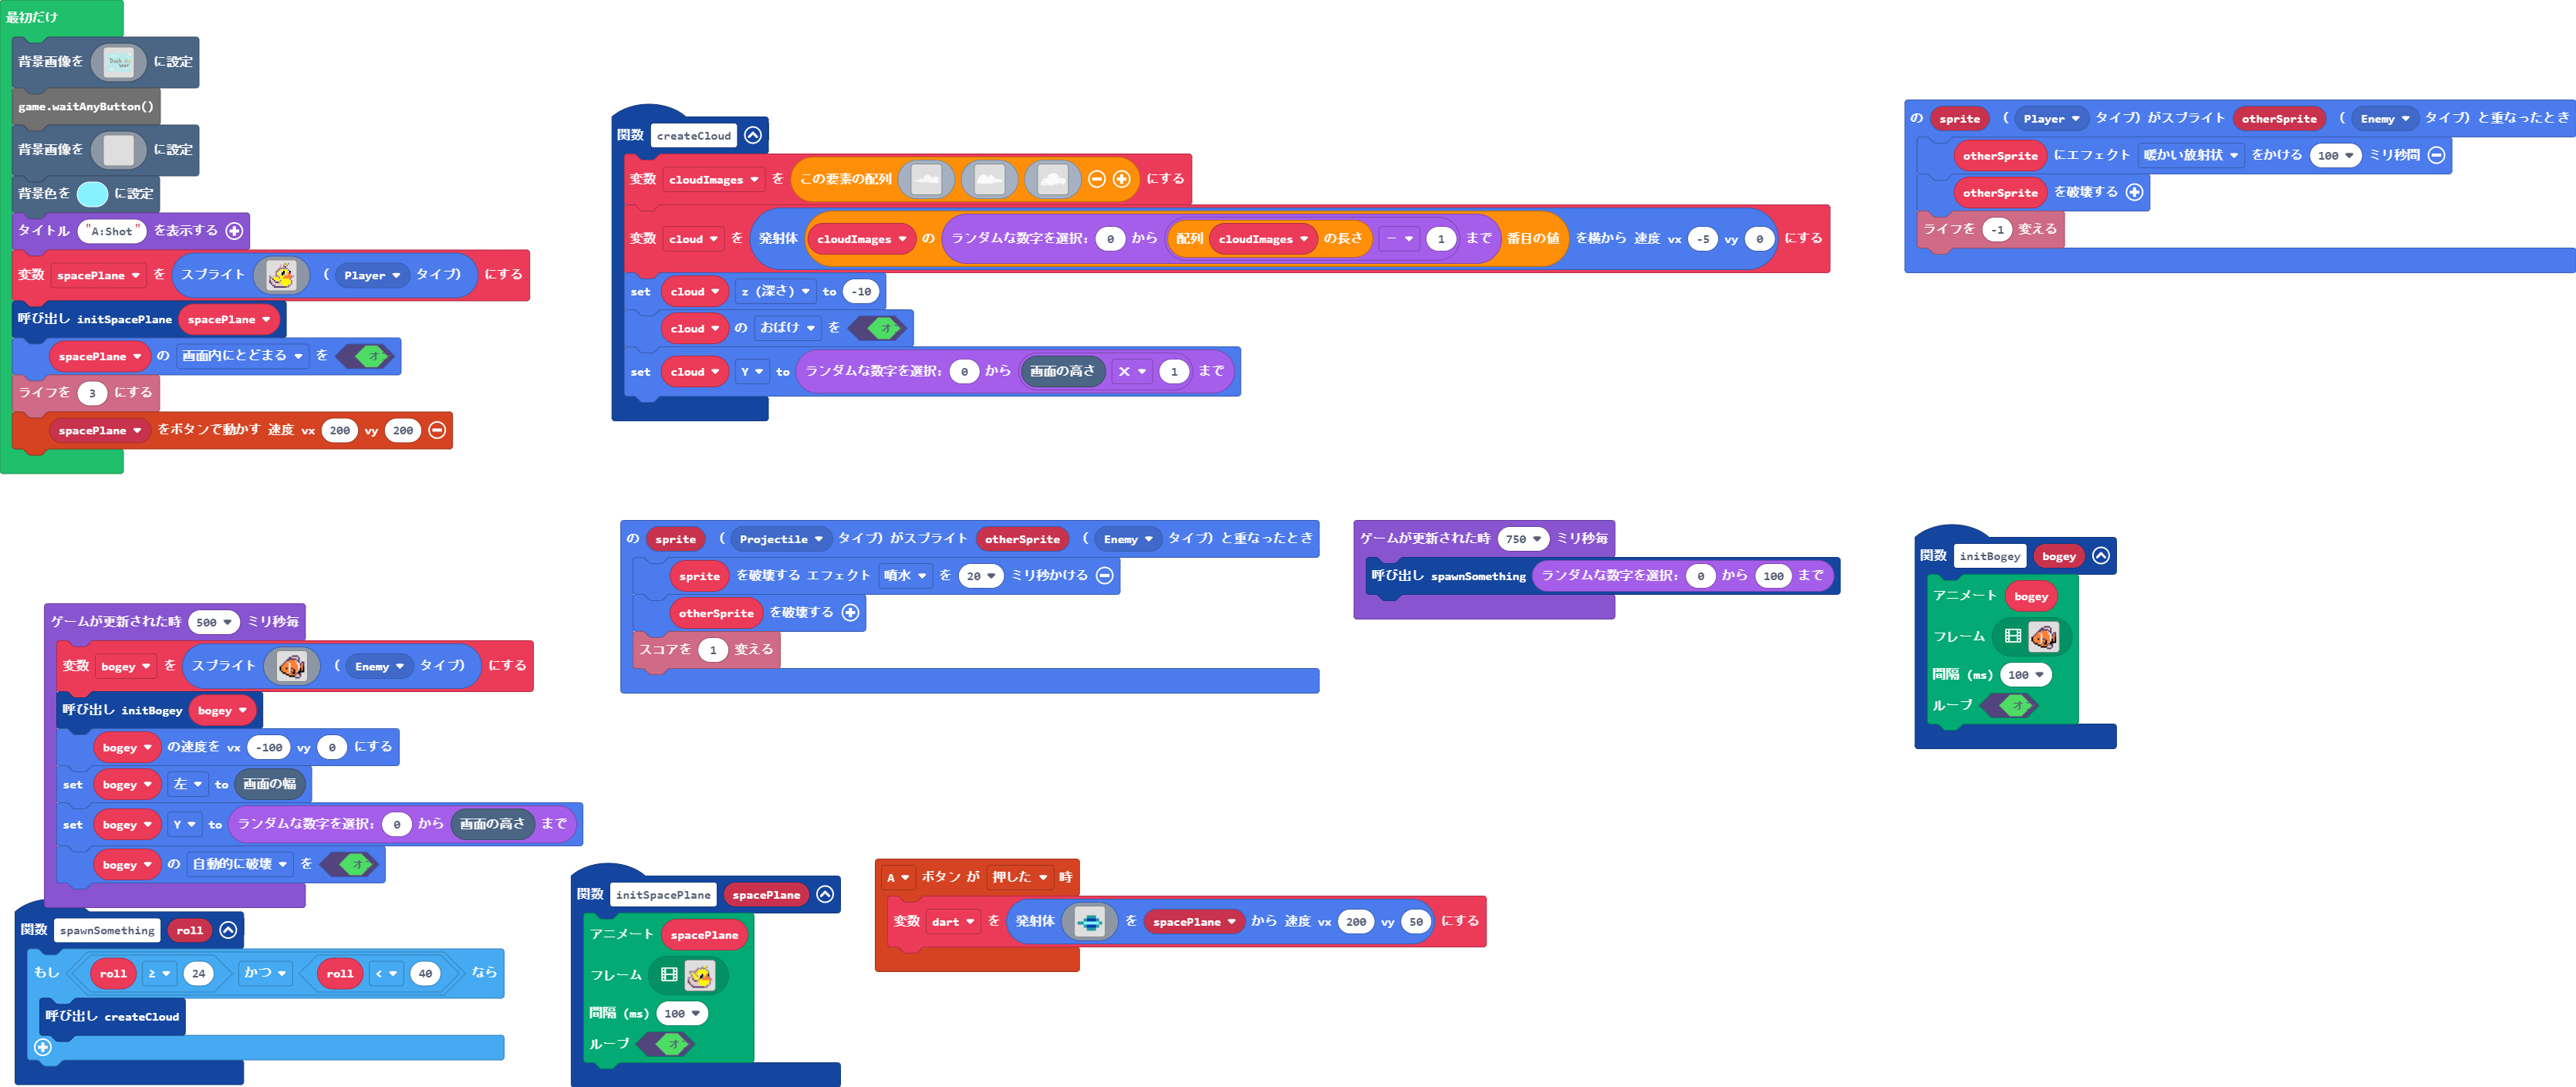 最初だけ
背景画像を に設定
game.waitAnyButton()
背景画像を に設定
背景色を に設定
タイトル "A:Shot" を表示する
変数 spacePlane を スプライト ( Player タイプ) にする
呼び出し initSpacePlane spacePlane
spacePlane の 画面内にとどまる を オ
ライフを 3 にする
spacePlane をボタンで動かす 速度 vx 200 vy 200
関数 createCloud
変数 cloudImages を この要素の配列 にする
変数 cloud を 発射体 cloudImages の ランダムな数字を選択: 0 から 配列 cloudImages の長さ - 1 まで 番目の値 を横から 速度 vx -5 vy 0 にする
set cloud z (深さ) to -10
cloud の おばけ を オ
set cloud Y to ランダムな数字を選択: 0 から 画面の高さ × 1 まで
の sprite ( Player タイプ) がスプライト otherSprite ( Enemy タイプ) と重なったとき
otherSprite にエフェクト 暖かい放射状 をかける 100 ミリ秒間
otherSprite を破壊する
ライフを -1 変える
ゲームが更新された時 500 ミリ秒毎
変数 bogey を スプライト ( Enemy タイプ) にする
呼び出し initBogey bogey
bogey の速度を vx -100 vy 0 にする
set bogey 左 to 画面の幅
set bogey Y to ランダムな数字を選択: 0 から 画面の高さ まで
bogey の 自動的に破壊 を オ
の sprite ( Projectile タイプ) がスプライト otherSprite ( Enemy タイプ) と重なったとき
sprite を破壊する エフェクト 噴水 を 20 ミリ秒かける
otherSprite を破壊する
スコアを 1 変える
ゲームが更新された時 750 ミリ秒毎
呼び出し spawnSomething ランダムな数字を選択: 0 から 100 まで
関数 initBogey bogey
アニメート bogey
フレーム
間隔 (ms) 100
ループ オ
関数 spawnSomething roll
もし roll ≥ 24 かつ roll < 40 なら
呼び出し createCloud
関数 initSpacePlane spacePlane
アニメート spacePlane
フレーム
間隔 (ms) 100
ループ オ
A ボタン が 押した 時
変数 dart を 発射体 を spacePlane から 速度 vx 200 vy 50 にする